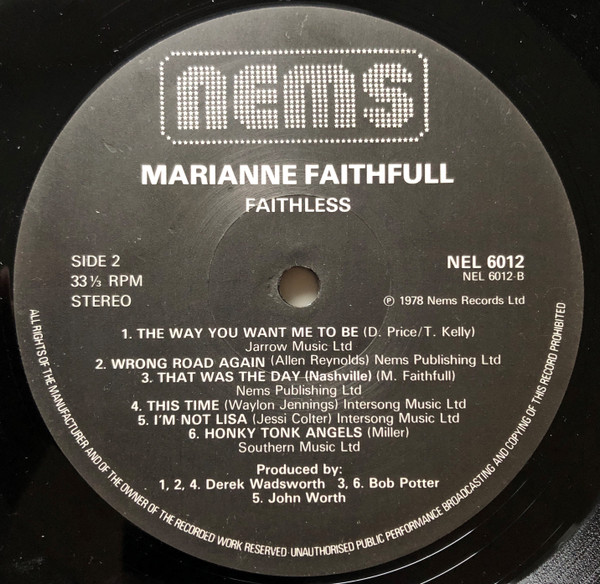 nems
MARIANNE FAITHFULL
FAITHLESS
SIDE 2
33⅓ RPM
STEREO
NEL 6012
NEL 6012-B
Ⓟ 1978 Nems Records Ltd
1. THE WAY YOU WANT ME TO BE (D. Price/T. Kelly)
Jarrow Music Ltd
2. WRONG ROAD AGAIN (Allen Reynolds) Nems Publishing Ltd
3. THAT WAS THE DAY (Nashville) (M. Faithfull)
Nems Publishing Ltd
4. THIS TIME (Waylon Jennings) Intersong Music Ltd
5. I'M NOT LISA (Jessi Colter) Intersong Music Ltd
6. HONKY TONK ANGELS (Miller)
Southern Music Ltd
Produced by:
1, 2, 4. Derek Wadsworth 3, 6. Bob Potter
5. John Worth
ALL RIGHTS OF THE MANUFACTURER AND OF THE OWNER OF THE RECORDED WORK RESERVED·UNAUTHORISED PUBLIC PERFORMANCE BROADCASTING AND COPYING OF THIS RECORD PROHIBITED